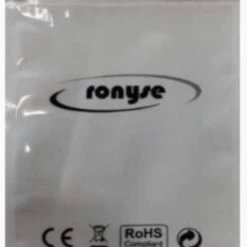 ronyse
CE RoHS
Compliant